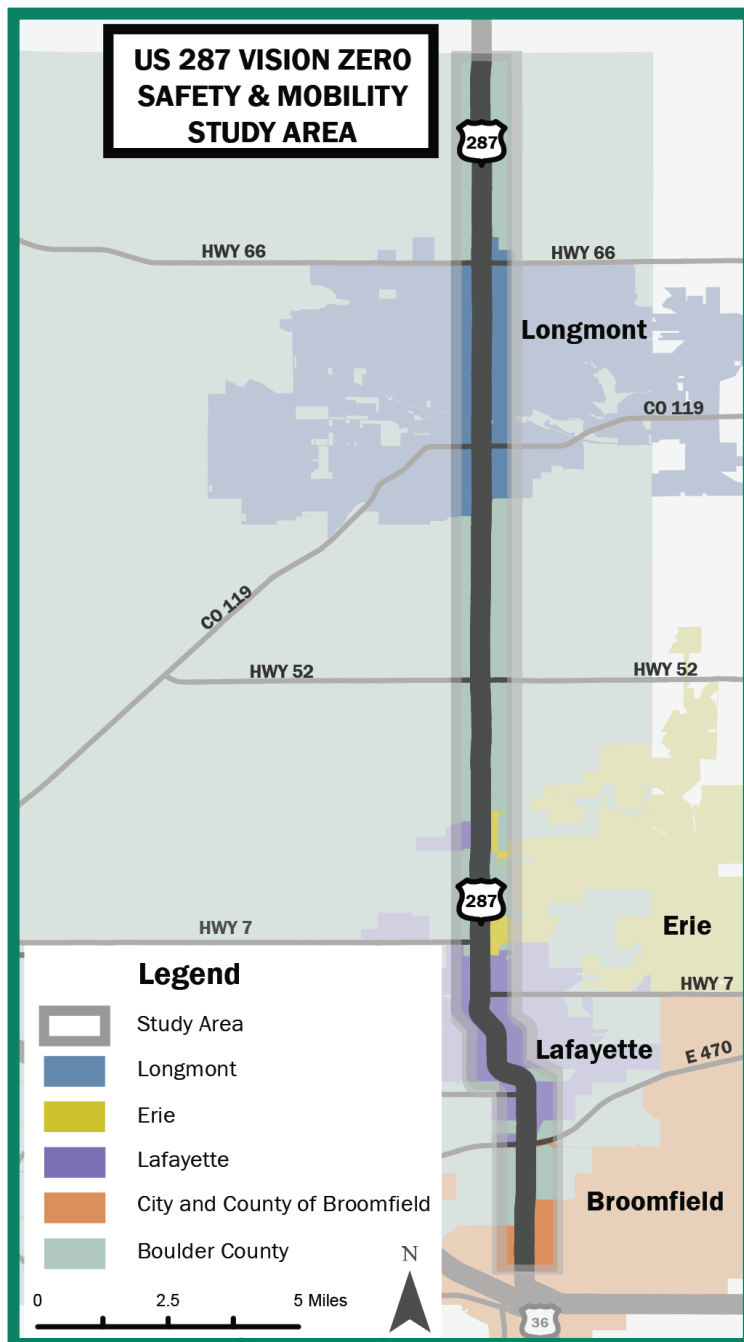 US 287 VISION ZERO
SAFETY & MOBILITY
STUDY AREA
287
HWY 66
HWY 66
Longmont
CO 119
CO 119
HWY 52
HWY 52
287
Erie
HWY 7
HWY 7
Lafayette
E 470
Broomfield
Legend
Study Area
Longmont
Erie
Lafayette
City and County of Broomfield
Boulder County
N
0 2.5 5 Miles
36